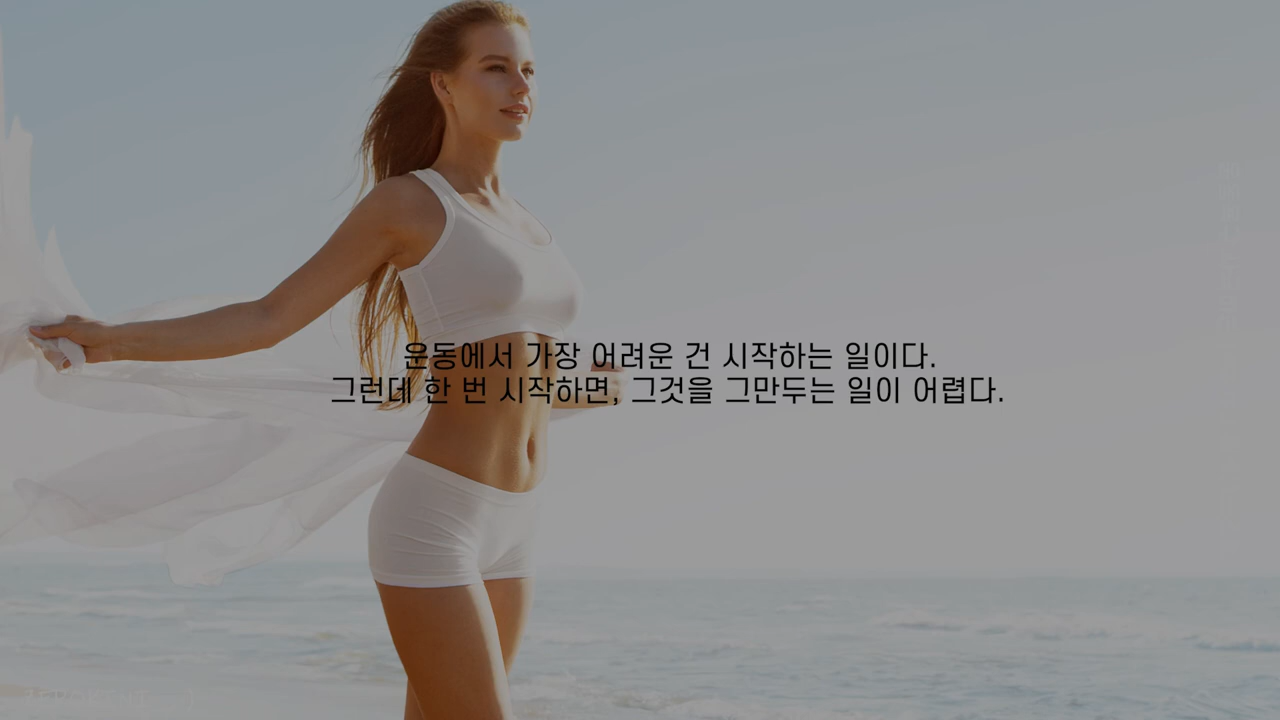 운동에서 가장 어려운 건 시작하는 일이다.
그런데 한 번 시작하면, 그것을 그만두는 일이 어렵다.